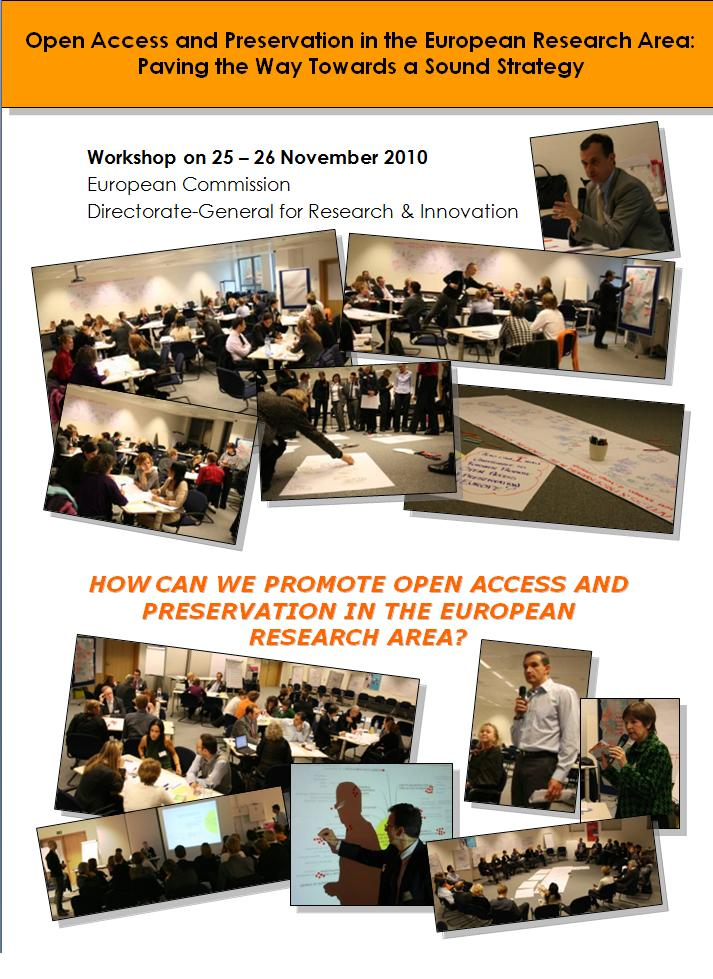 Open Access and Preservation in the European Research Area:
Paving the Way Towards a Sound Strategy
Workshop on 25 – 26 November 2010
European Commission
Directorate-General for Research & Innovation
HOW CAN WE PROMOTE OPEN ACCESS AND
PRESERVATION IN THE EUROPEAN
RESEARCH AREA?